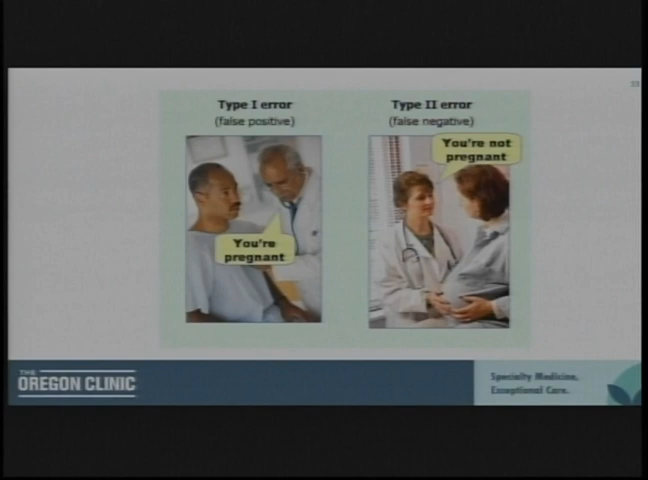 Type I error
(false positive)
You're
pregnant
Type II error
(false negative)
You're not
pregnant
THE
OREGON CLINIC
Specialty Medicine,
Exceptional Care.